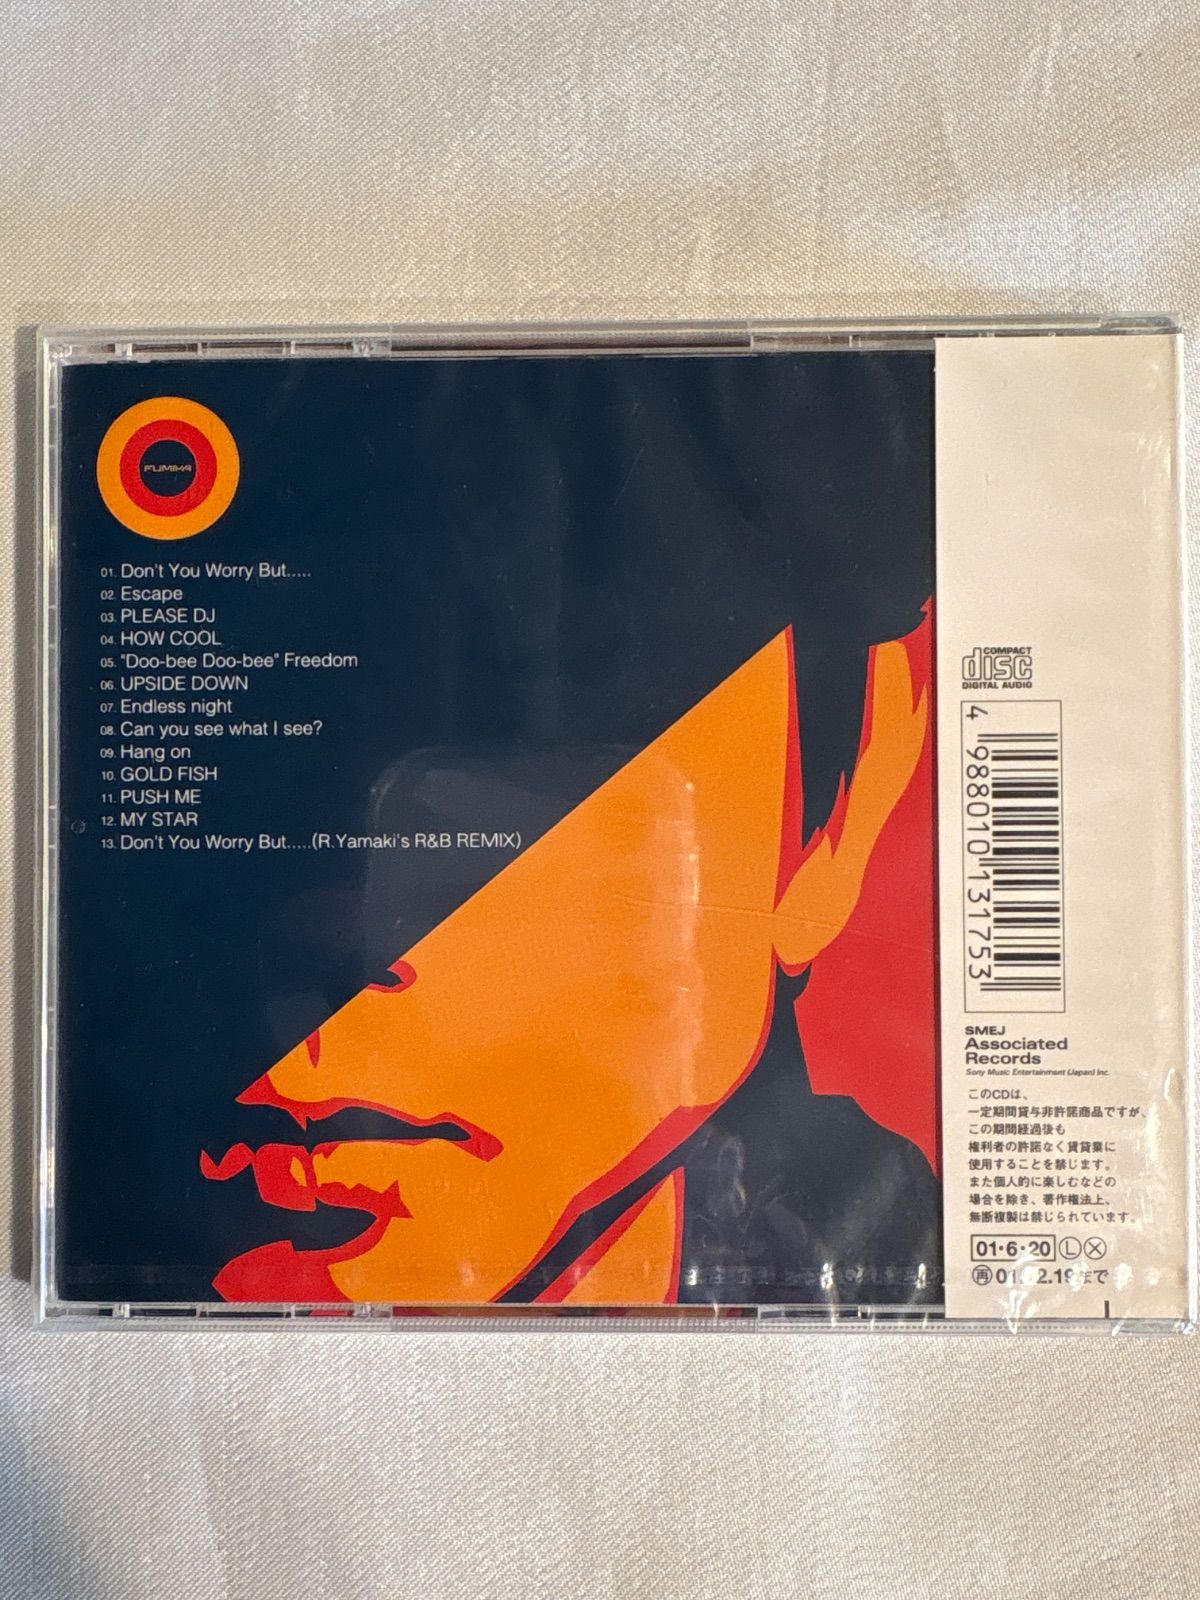 FUMIYA
01. Don't You Worry But.....
02. Escape
03. PLEASE DJ
04. HOW COOL
05. "Doo-bee Doo-bee" Freedom
06. UPSIDE DOWN
07. Endless night
08. Can you see what I see?
09. Hang on
10. GOLD FISH
11. PUSH ME
12. MY STAR
13. Don't You Worry But.....(R.Yamaki's R&B REMIX)
COMPACT
disc
DIGITAL AUDIO
4 988010 131753
SMEJ
Associated
Records
Sony Music Entertainment (Japan) Inc.
このCDは、
一定期間貸与非許諾商品ですが、
この期間経過後も
権利者の許諾なく賃貸業に
使用することを禁じます。
また個人的に楽しむなどの
場合を除き、著作権法上、
無断複製は禁じられています。
01・6・20 Ⓛ Ⓧ
再 01. 2.19まで